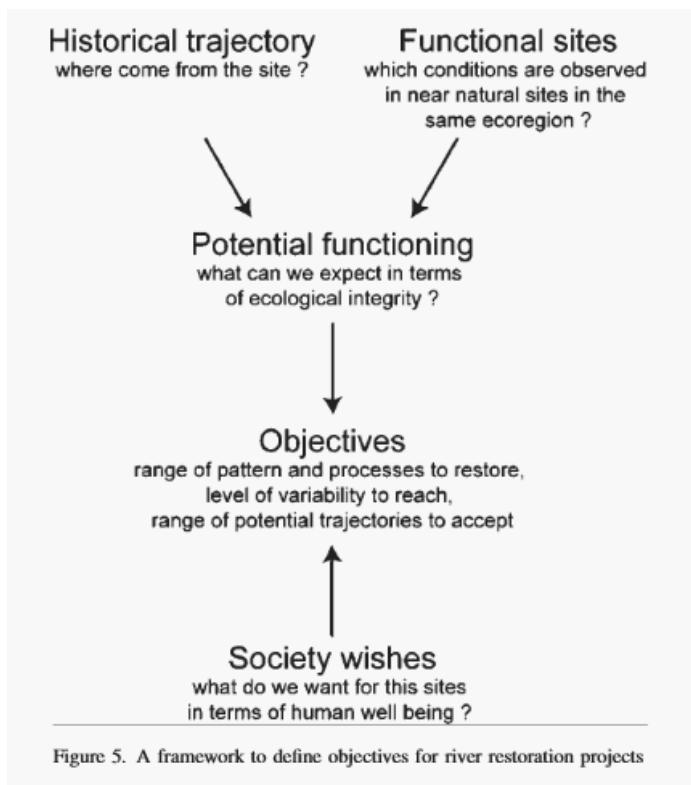 Historical trajectory
where come from the site ?
Functional sites
which conditions are observed
in near natural sites in the
same ecoregion ?
Potential functioning
what can we expect in terms
of ecological integrity ?
Objectives
range of pattern and processes to restore,
level of variability to reach,
range of potential trajectories to accept
Society wishes
what do we want for this sites
in terms of human well being ?
Figure 5. A framework to define objectives for river restoration projects